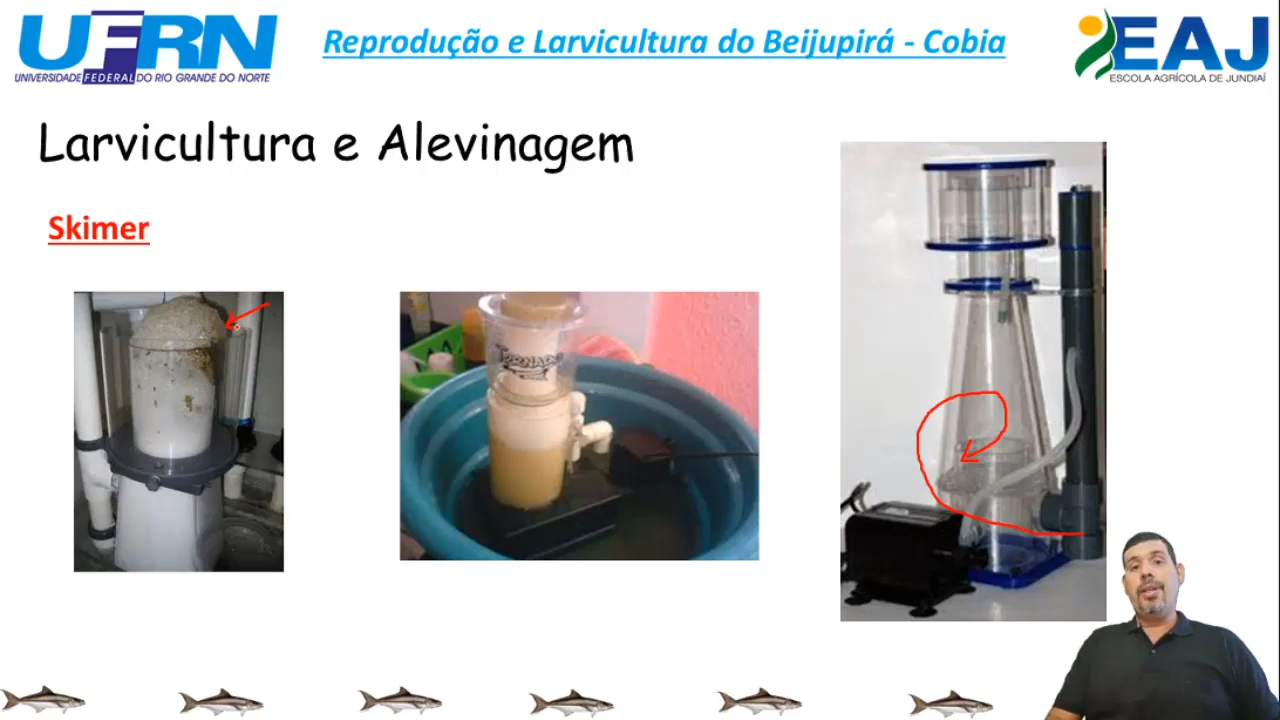 UFRN
UNIVERSIDADE FEDERAL DO RIO GRANDE DO NORTE
Reprodução e Larvicultura do Beijupirá - Cobia
EAJ
ESCOLA AGRÍCOLA DE JUNDIAÍ
Larvicultura e Alevinagem
Skimer
TORNADO